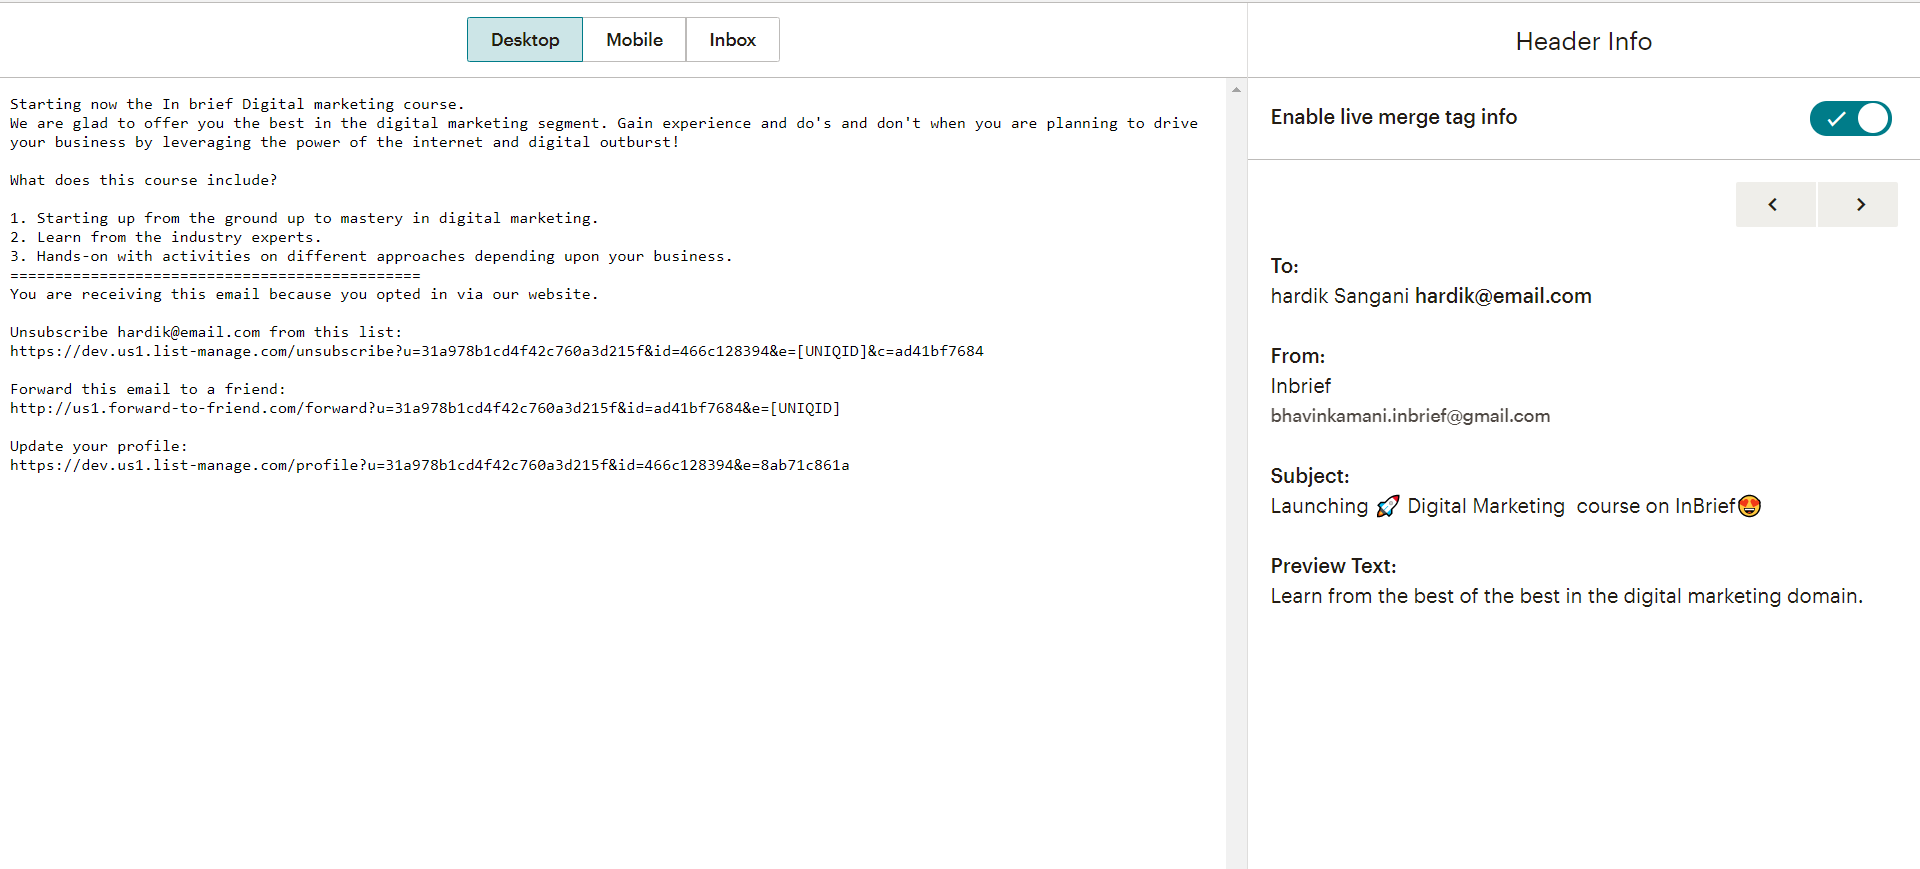 Desktop Mobile Inbox
Header Info
Starting now the In brief Digital marketing course.
We are glad to offer you the best in the digital marketing segment. Gain experience and do's and don't when you are planning to drive
your business by leveraging the power of the internet and digital outburst!
What does this course include?
1. Starting up from the ground up to mastery in digital marketing.
2. Learn from the industry experts.
3. Hands-on with activities on different approaches depending upon your business.
==============================================
You are receiving this email because you opted in via our website.
Unsubscribe hardik@email.com from this list:
https://dev.us1.list-manage.com/unsubscribe?u=31a978b1cd4f42c760a3d215f&id=466c128394&e=[UNIQID]&c=ad41bf7684
Forward this email to a friend:
http://us1.forward-to-friend.com/forward?u=31a978b1cd4f42c760a3d215f&id=ad41bf7684&e=[UNIQID]
Update your profile:
https://dev.us1.list-manage.com/profile?u=31a978b1cd4f42c760a3d215f&id=466c128394&e=8ab71c861a
Enable live merge tag info
To:
hardik Sangani hardik@email.com
From:
Inbrief
bhavinkamani.inbrief@gmail.com
Subject:
Launching 🚀 Digital Marketing  course on InBrief🤩
Preview Text:
Learn from the best of the best in the digital marketing domain.